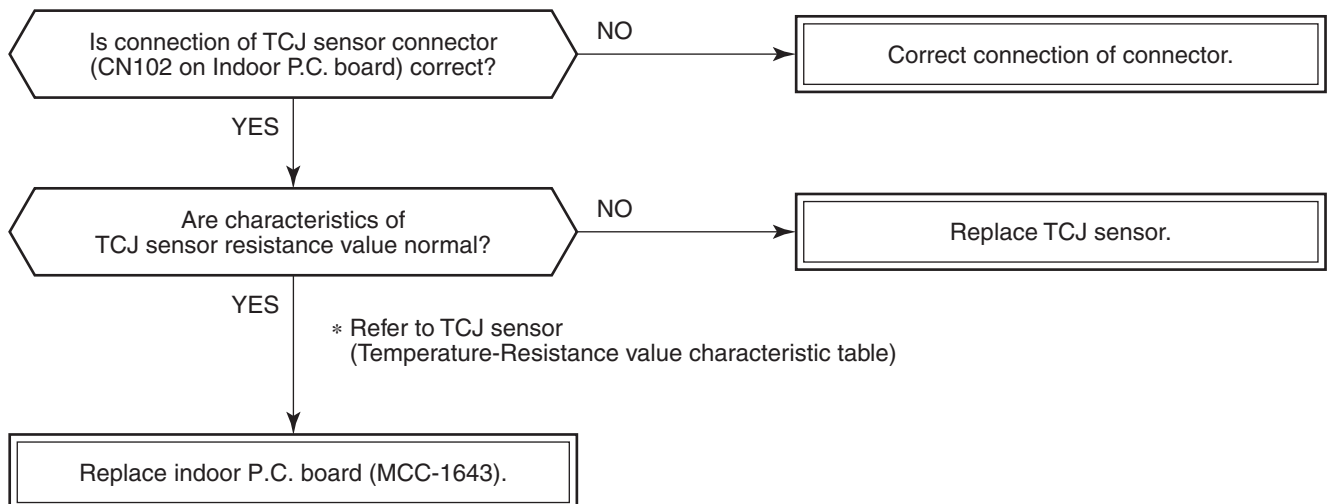 Is connection of TCJ sensor connector
(CN102 on Indoor P.C. board) correct?
NO
Correct connection of connector.
YES
Are characteristics of
TCJ sensor resistance value normal?
NO
Replace TCJ sensor.
YES
* Refer to TCJ sensor
(Temperature-Resistance value characteristic table)
Replace indoor P.C. board (MCC-1643).